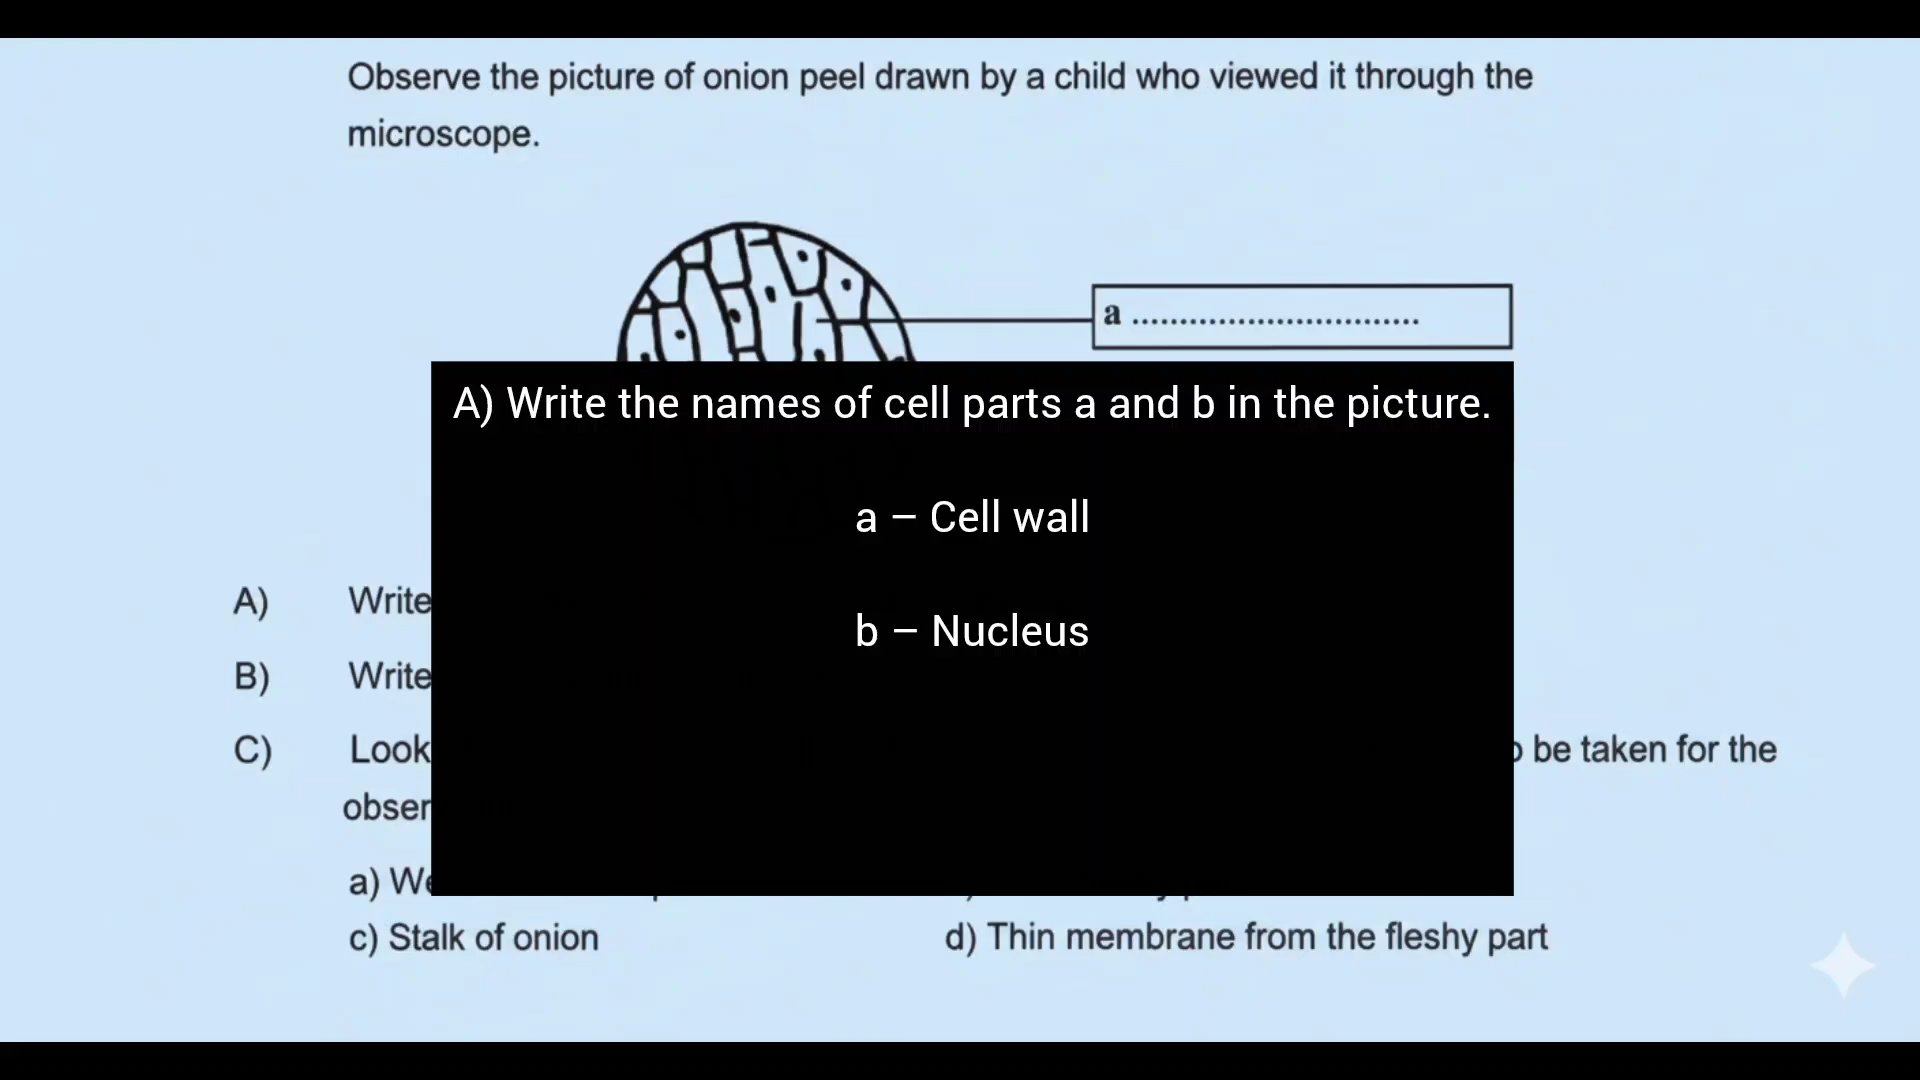 Observe the picture of onion peel drawn by a child who viewed it through the
microscope.
a ..............................
A) Write the names of cell parts a and b in the picture.
a – Cell wall
b – Nucleus
A) Write
B) Write
C) Look be taken for the
a)
c) Stalk of onion d) Thin membrane from the fleshy part